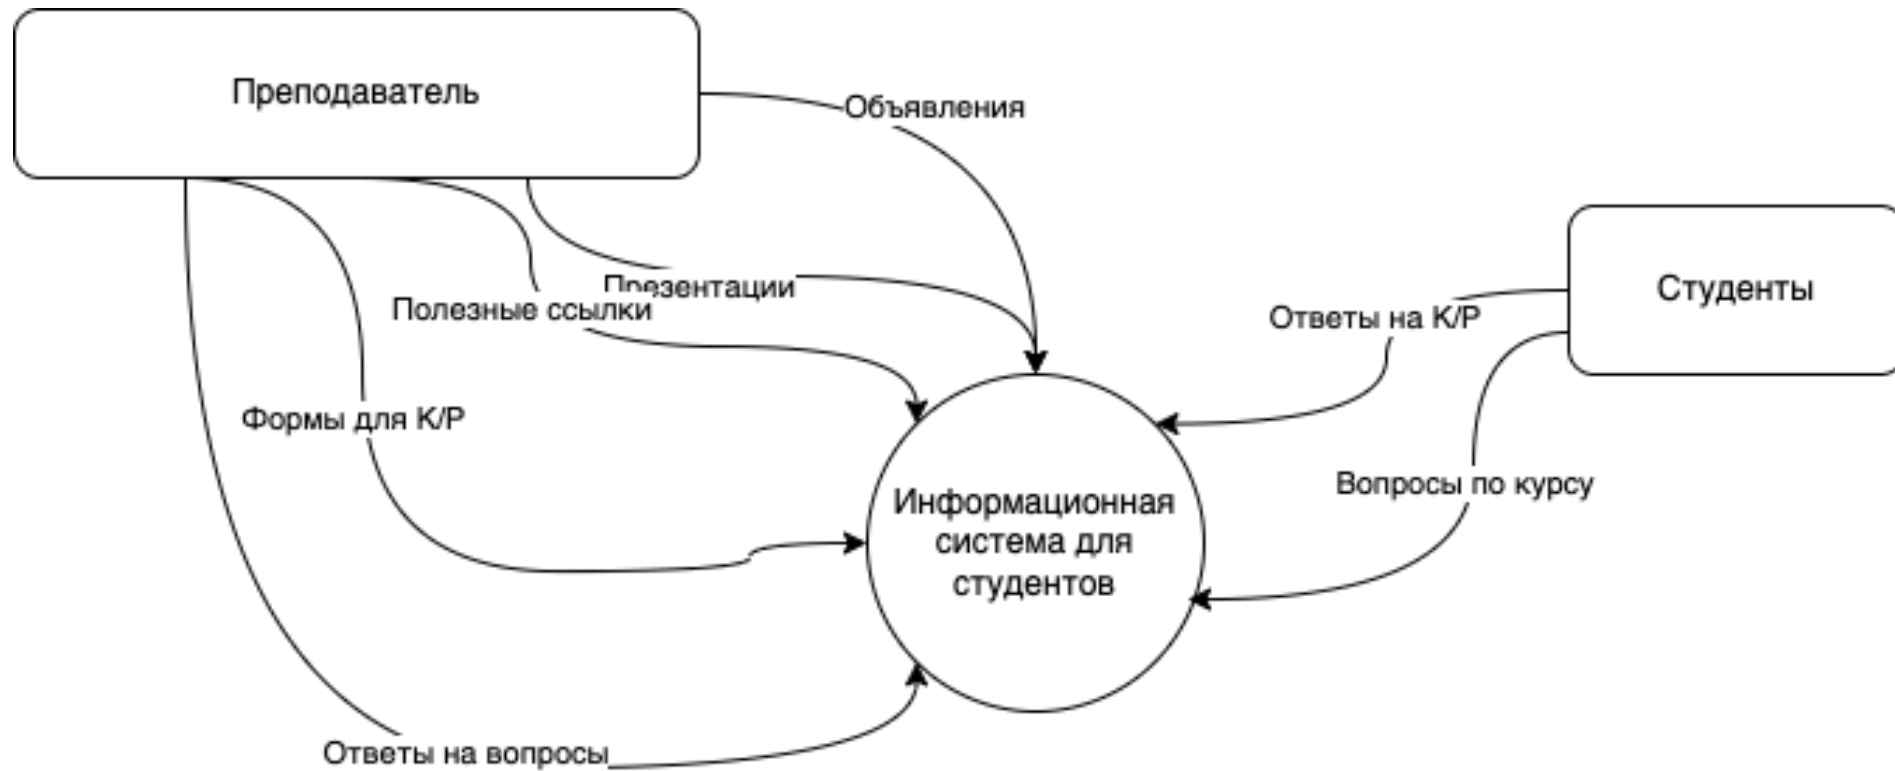 Преподаватель
Объявления
Презентации
Полезные ссылки
Формы для К/Р
Ответы на вопросы
Информационная
система для
студентов
Студенты
Ответы на К/Р
Вопросы по курсу